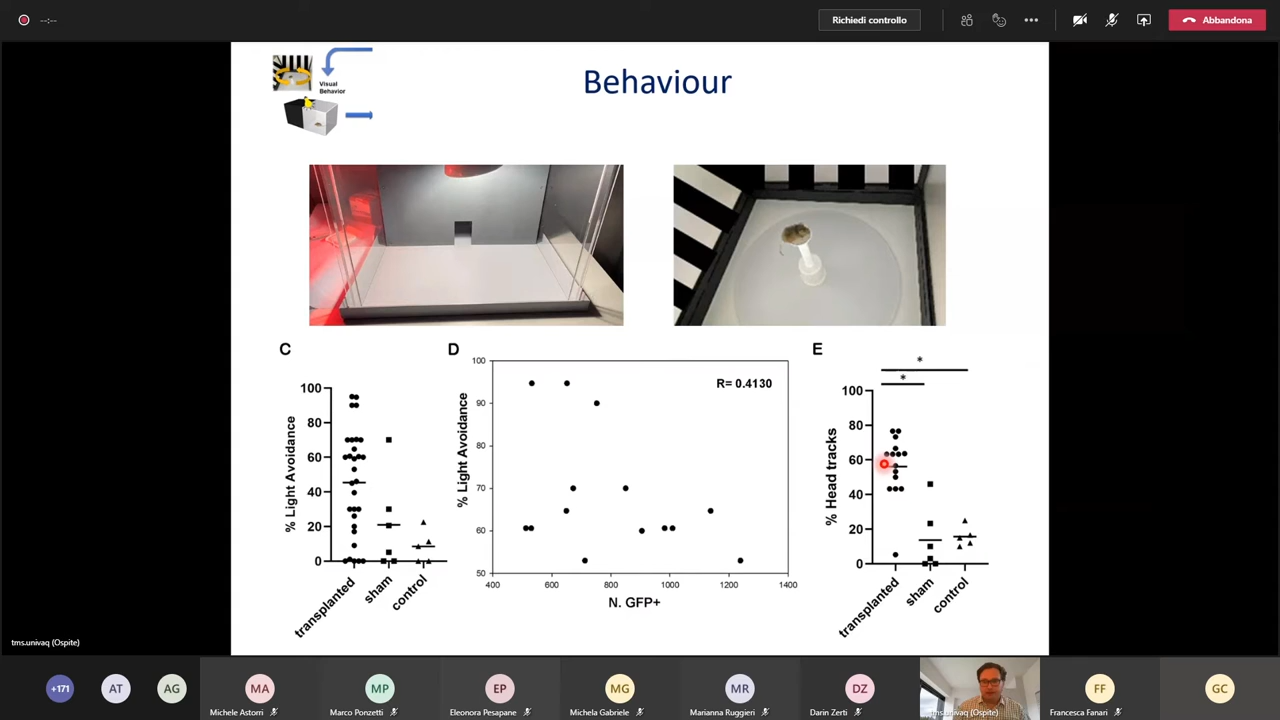 --:--
Richiedi controllo
Abbandona
Visual
Behavior
Behaviour
C
% Light Avoidance
100
80
60
40
20
0
transplanted
sham
control
D
% Light Avoidance
100
90
80
70
60
50
R= 0.4130
400
600
800
1000
1200
1400
N. GFP+
E
*
*
% Head tracks
100
80
60
40
20
0
transplanted
sham
control
tms.univaq (Ospite)
+171
AT
AG
MA
Michele Astorri
MP
Marco Ponzetti
EP
Eleonora Pesapane
MG
Michela Gabriele
MR
Marianna Ruggieri
DZ
Darin Zerti
tms.univaq (Ospite)
FF
Francesca Fanari
GC